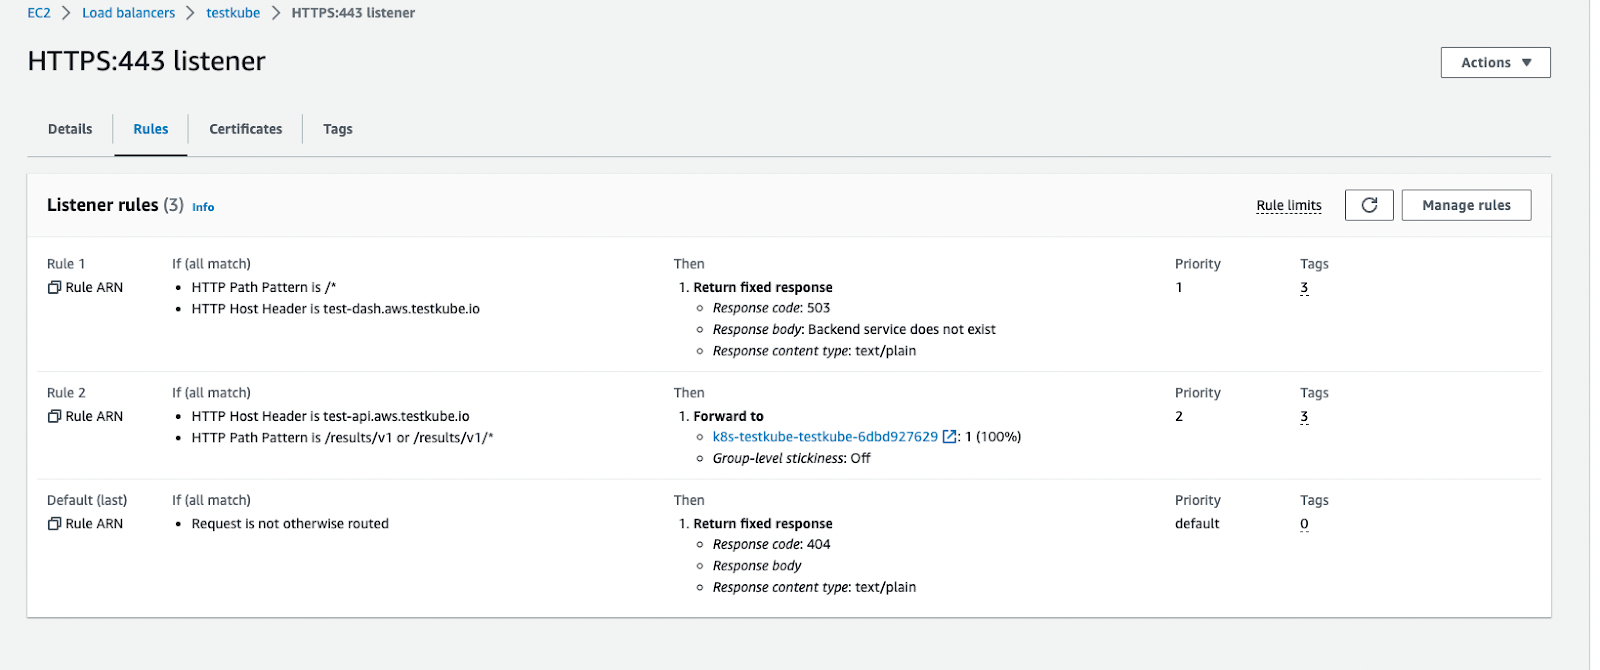 EC2 > Load balancers > testkube > HTTPS:443 listener
HTTPS:443 listener
Actions ▼
Details Rules Certificates Tags
Listener rules (3) Info
Rule limits
Manage rules
Rule 1 If (all match) Then Priority Tags
Rule ARN • HTTP Path Pattern is /* 1. Return fixed response 1 3
• HTTP Host Header is test-dash.aws.testkube.io ◦ Response code: 503
◦ Response body: Backend service does not exist
◦ Response content type: text/plain
Rule 2 If (all match) Then Priority Tags
Rule ARN • HTTP Host Header is test-api.aws.testkube.io 1. Forward to 2 3
• HTTP Path Pattern is /results/v1 or /results/v1/* ◦ k8s-testkube-testkube-6dbd927629 : 1 (100%)
◦ Group-level stickiness: Off
Default (last) If (all match) Then Priority Tags
Rule ARN • Request is not otherwise routed 1. Return fixed response default 0
◦ Response code: 404
◦ Response body
◦ Response content type: text/plain